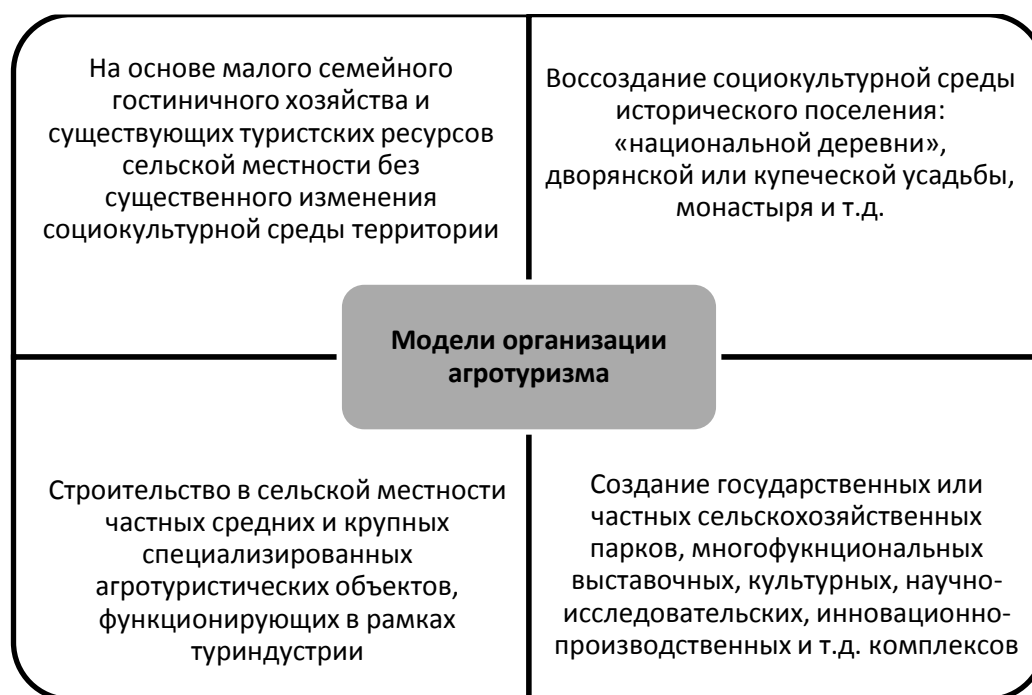 На основе малого семейного
гостиничного хозяйства и
существующих туристских ресурсов
сельской местности без
существенного изменения
социокультурной среды территории
Воссоздание социокультурной среды
исторического поселения:
«национальной деревни»,
дворянской или купеческой усадьбы,
монастыря и т.д.
Модели организации
агротуризма
Строительство в сельской местности
частных средних и крупных
специализированных
агротуристических объектов,
функционирующих в рамках
туриндустрии
Создание государственных или
частных сельскохозяйственных
парков, многофукнциональных
выставочных, культурных, научно-
исследовательских, инновационно-
производственных и т.д. комплексов